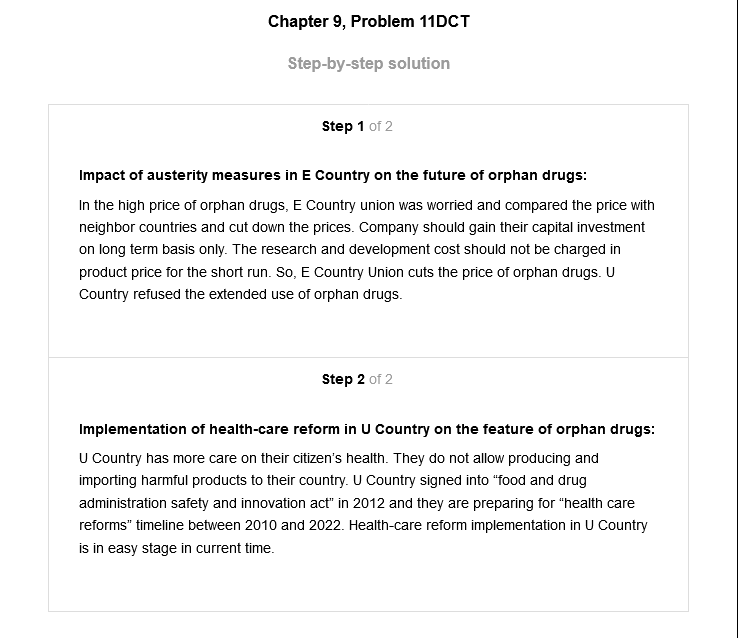 Chapter 9, Problem 11DCT
Step-by-step solution
Step 1 of 2
Impact of austerity measures in E Country on the future of orphan drugs:
In the high price of orphan drugs, E Country union was worried and compared the price with
neighbor countries and cut down the prices. Company should gain their capital investment
on long term basis only. The research and development cost should not be charged in
product price for the short run. So, E Country Union cuts the price of orphan drugs. U
Country refused the extended use of orphan drugs.
Step 2 of 2
Implementation of health-care reform in U Country on the feature of orphan drugs:
U Country has more care on their citizen’s health. They do not allow producing and
importing harmful products to their country. U Country signed into “food and drug
administration safety and innovation act” in 2012 and they are preparing for “health care
reforms” timeline between 2010 and 2022. Health-care reform implementation in U Country
is in easy stage in current time.